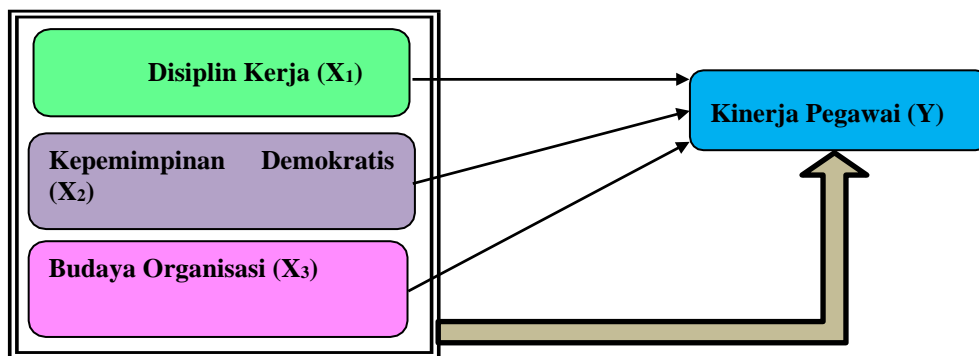 Disiplin Kerja (X₁)
Kepemimpinan Demokratis
(X₂)
Budaya Organisasi (X₃)
Kinerja Pegawai (Y)